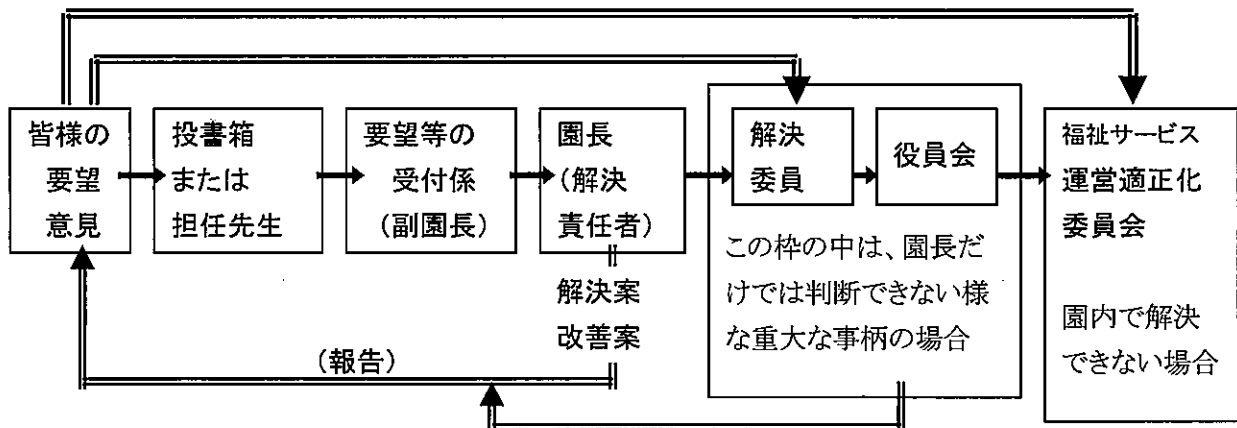 皆様の
要望
意見
投書箱
または
担任先生
要望等の
受付係
(副園長)
園長
(解決
責任者)
解決案
改善案
(報告)
解決
委員
役員会
この枠の中は、園長だ
けでは判断できない様
な重大な事柄の場合
福祉サービス
運営適正化
委員会
園内で解決
できない場合